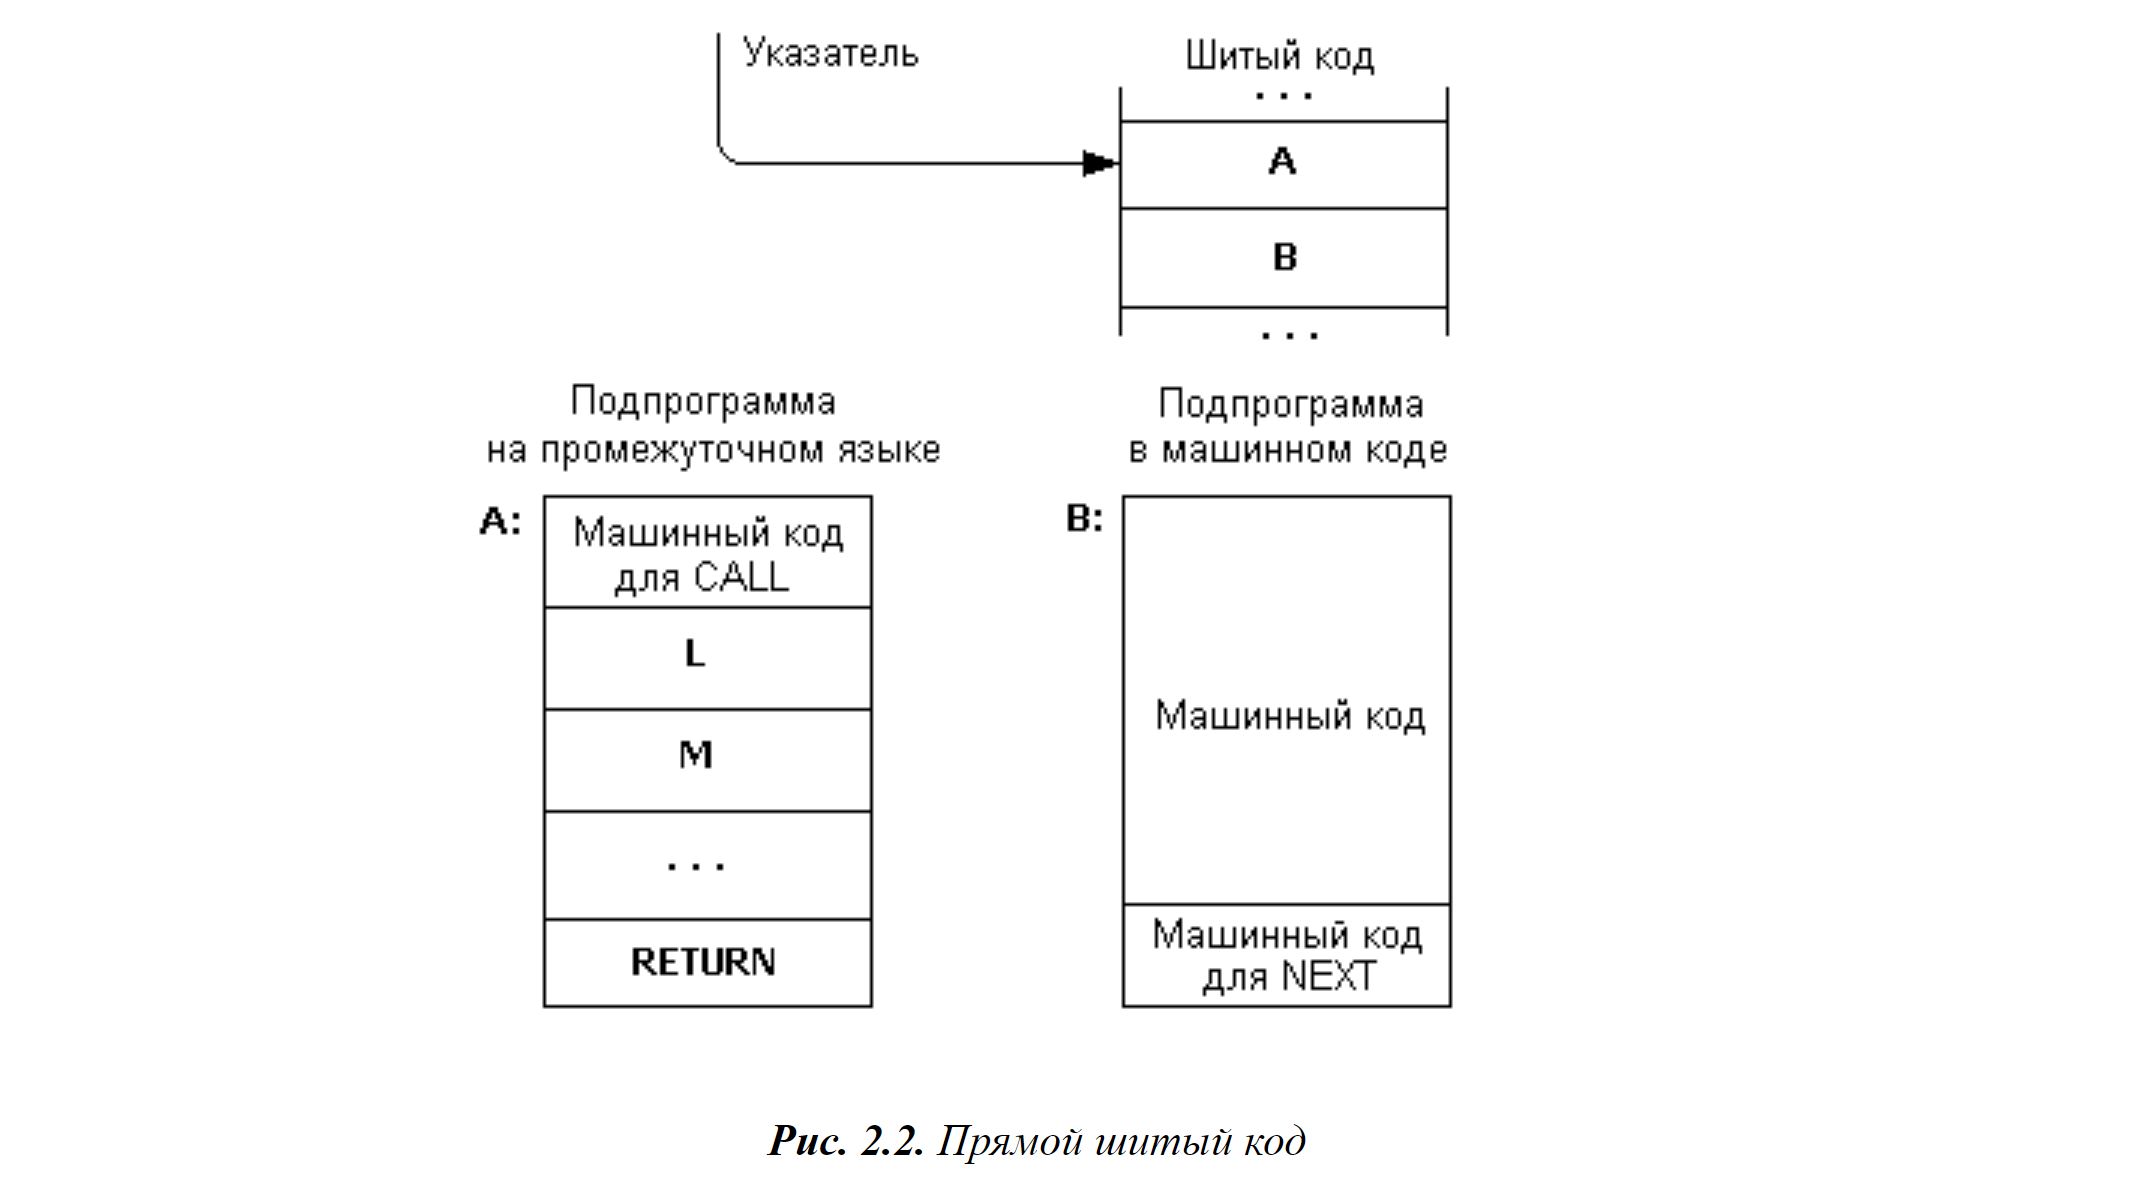 Указатель
Шитый код
...
A
B
...
Подпрограмма
на промежуточном языке
A:
Машинный код
для CALL
L
M
...
RETURN
Подпрограмма
в машинном коде
B:
Машинный код
Машинный код
для NEXT
Рис. 2.2. Прямой шитый код